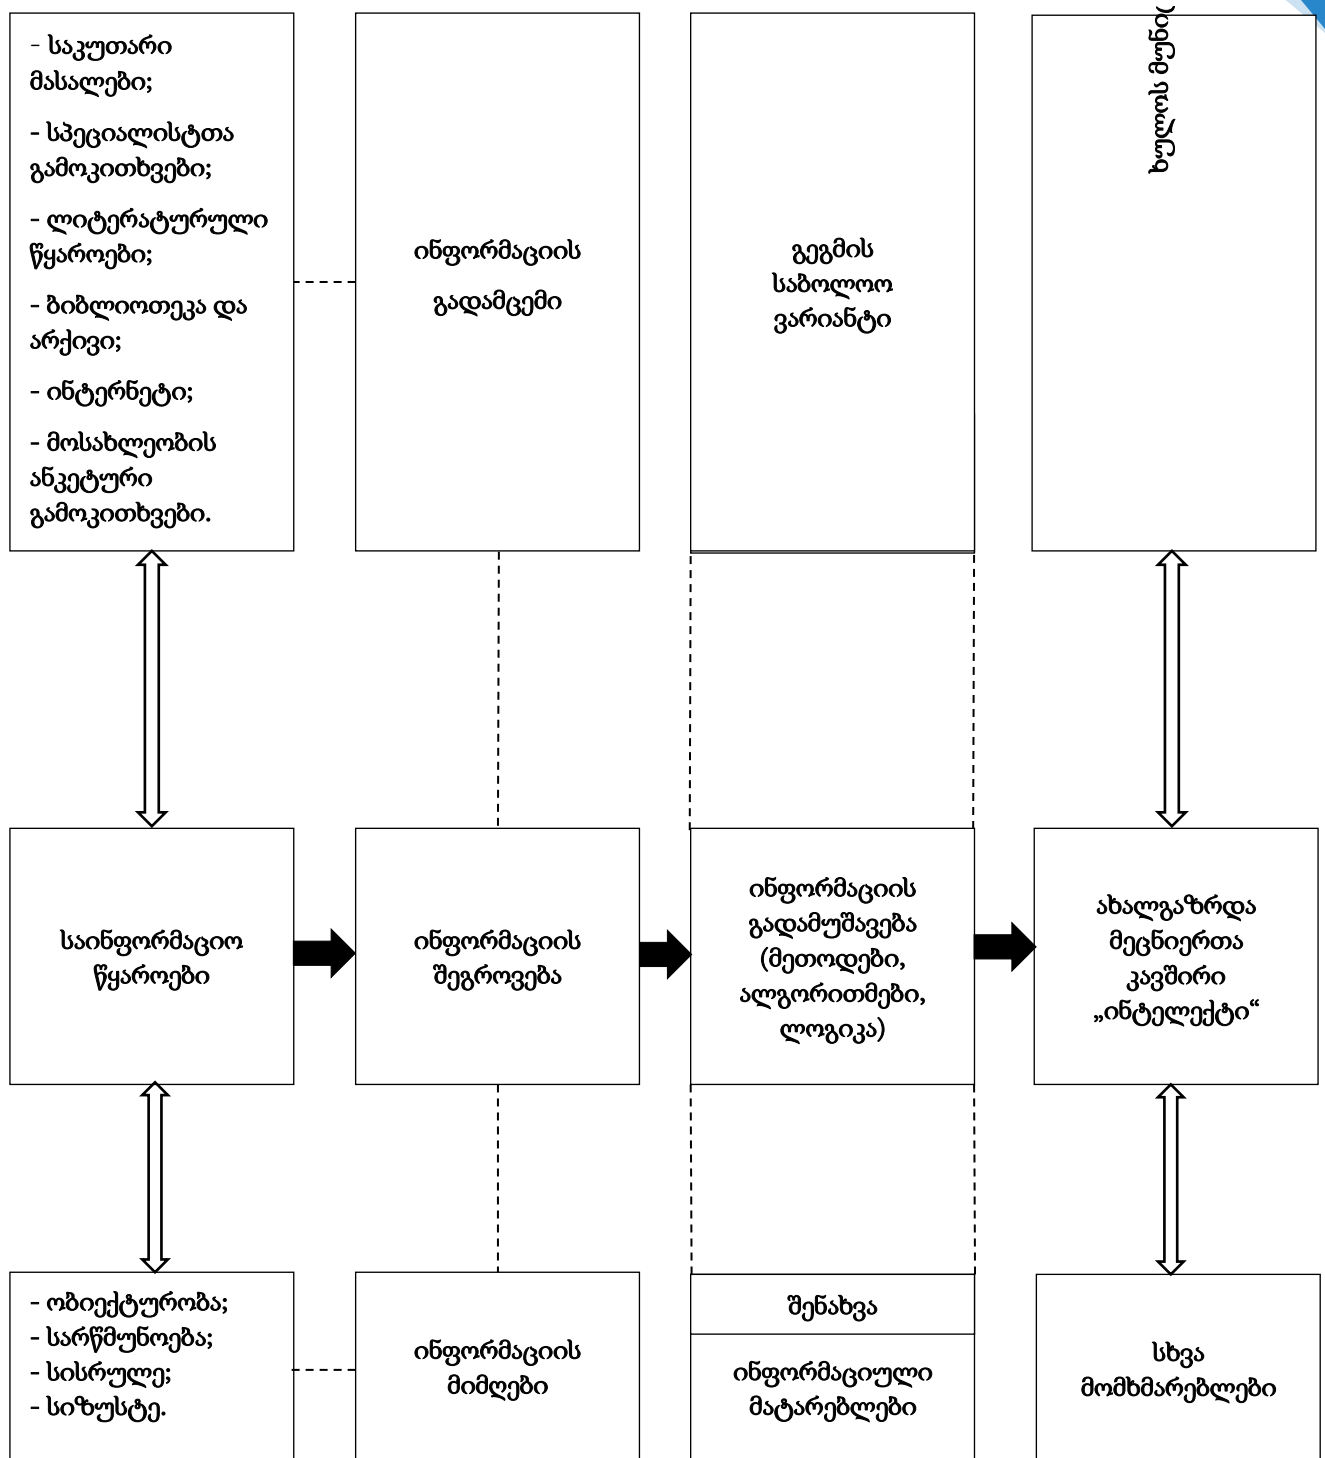 - საკუთარი
მასალები;
- სპეციალისტთა
გამოკითხვები;
- ლიტერატურული
წყაროები;
- ბიბლიოთეკა და
არქივი;
- ინტერნეტი;
- მოსახლეობის
ანკეტური
გამოკითხვები.
ინფორმაციის
გადამცემი
გეგმის
საბოლოო
ვარიანტი
ხულოს
საინფორმაციო
წყაროები
ინფორმაციის
შეგროვება
ინფორმაციის
გადამუშავება
(მეთოდები,
ალგორითმები,
ლოგიკა)
ახალგაზრდა
მეცნიერთა
კავშირი
„ინტელექტი“
- ობიექტურობა;
- სარწმუნოება;
- სისრულე;
- სიზუსტე.
ინფორმაციის
მიმღები
შენახვა
ინფორმაციული
მატარებლები
სხვა
მომხმარებლები